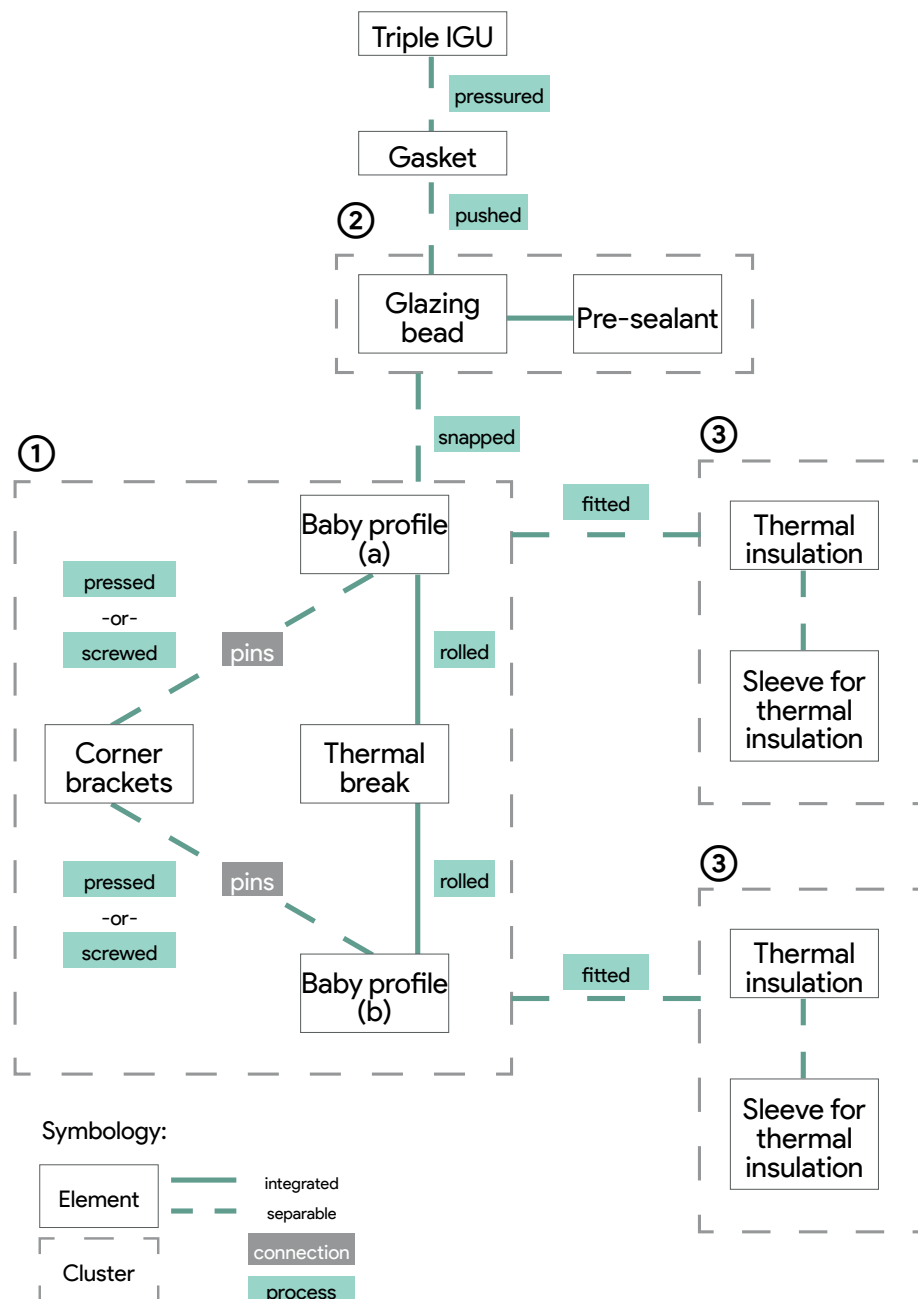 Triple IGU
pressured
Gasket
pushed
2
Glazing
bead
Pre-sealant
snapped
1
3
Baby profile
(a)
fitted
Thermal
insulation
pressed
-or-
screwed
pins
rolled
Sleeve for
thermal
insulation
Corner
brackets
Thermal
break
3
pressed
-or-
screwed
pins
rolled
Baby profile
(b)
fitted
Thermal
insulation
Sleeve for
thermal
insulation
Symbology:
Element
integrated
separable
connection
Cluster
process